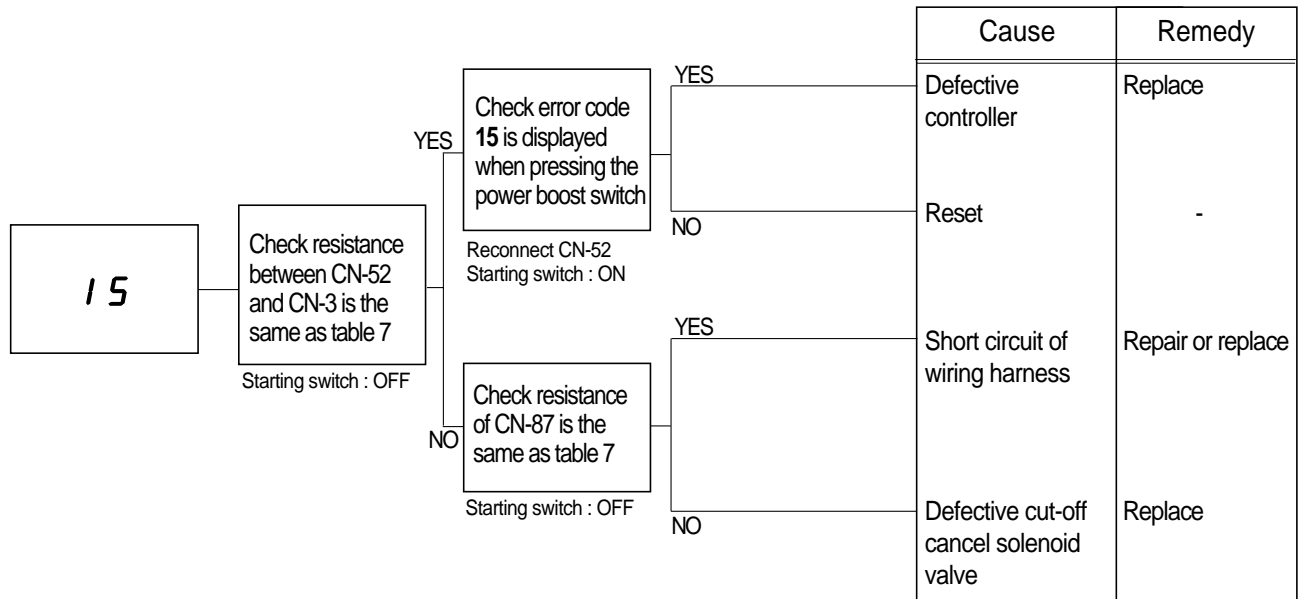 Cause
Remedy
15
Check resistance
between CN-52
and CN-3 is the
same as table 7
Starting switch : OFF
YES
Check error code
15 is displayed
when pressing the
power boost switch
Reconnect CN-52
Starting switch : ON
YES
Defective
controller
Replace
NO
Reset
-
NO
Check resistance
of CN-87 is the
same as table 7
Starting switch : OFF
YES
Short circuit of
wiring harness
Repair or replace
NO
Defective cut-off
cancel solenoid
valve
Replace